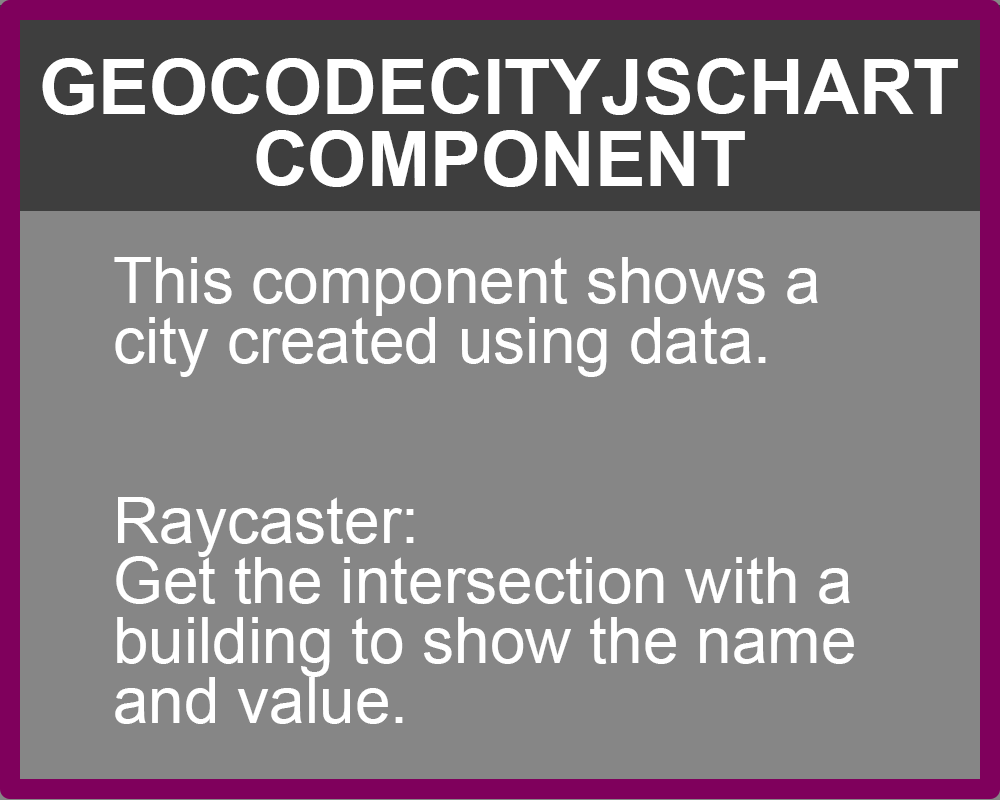 GEOCODECITYJSCHART
COMPONENT
This component shows a
city created using data.
Raycaster:
Get the intersection with a
building to show the name
and value.